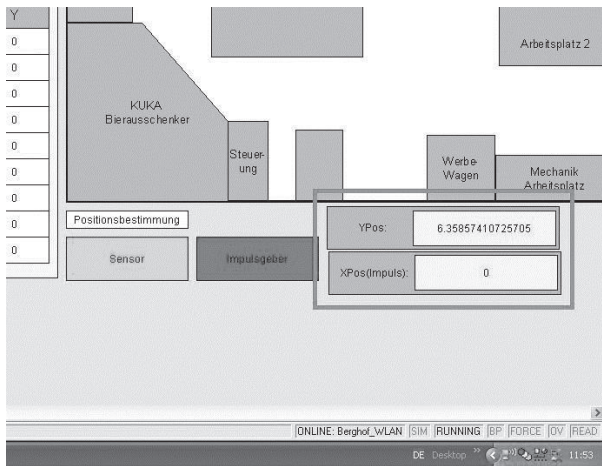 Y
0
0
0
0
0
0
0
0
0
Arbeitsplatz 2
KUKA
Bierausschenker
Steuer-
ung
Werbe-
Wagen
Mechanik
Arbeitsplatz
Positionsbestimmung
Sensor
Impulsgeber
YPos:
6.35857410725705
XPos(Impuls):
0
ONLINE: Berghof_WLAN SIM RUNNING BP FORCE OV READ
DE Desktop 11:53